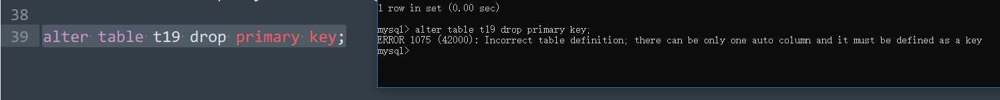 38
39 alter table t19 drop primary key;
1 row in set (0.00 sec)
mysql> alter table t19 drop primary key;
ERROR 1075 (42000): Incorrect table definition; there can be only one auto column and it must be defined as a key
mysql>